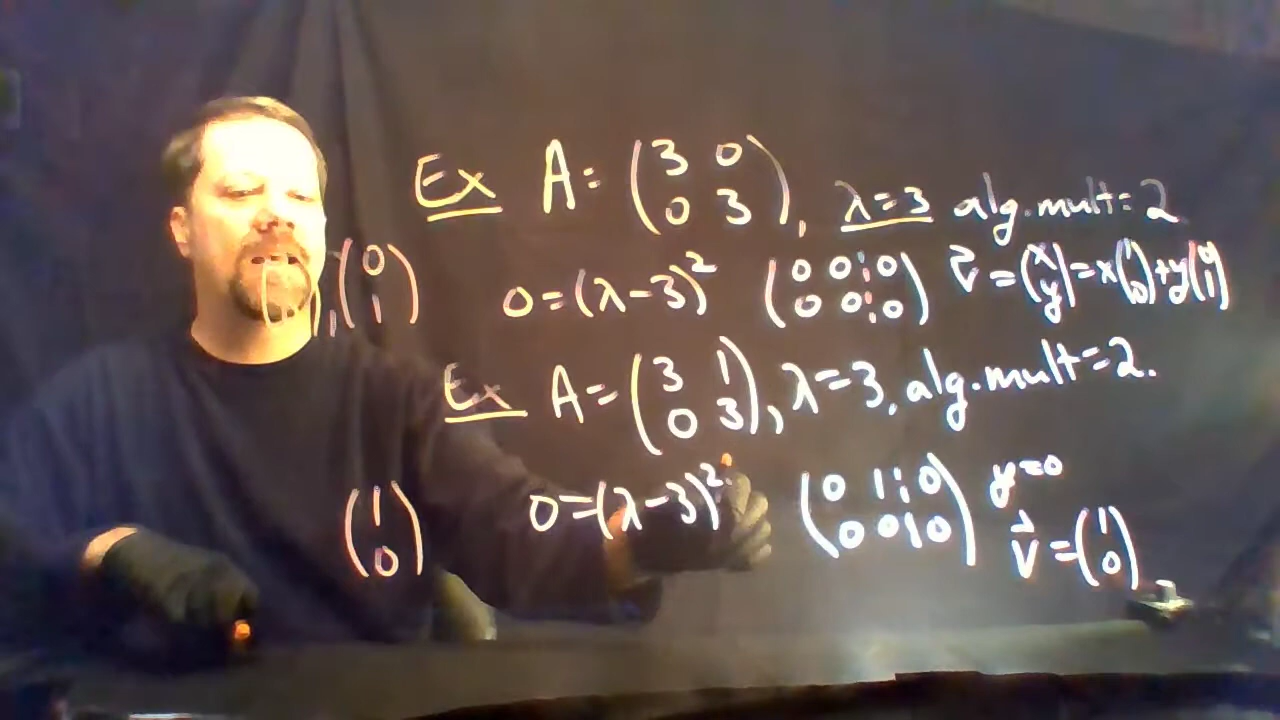 Ex A = (3 0 0 3), λ=3 alg.mult=2
( ), (0 1) 0=(λ-3)² (0 0 ¦ 0 0 0 ¦ 0) v⃗=(x y)=x(1 0)+y(0 1)
Ex A = (3 1 0 3), λ=3, alg.mult=2.
(1 0) 0=(λ-3)². (0 1 ¦ 0 0 0 ¦ 0) y=0
v⃗=(1 0)